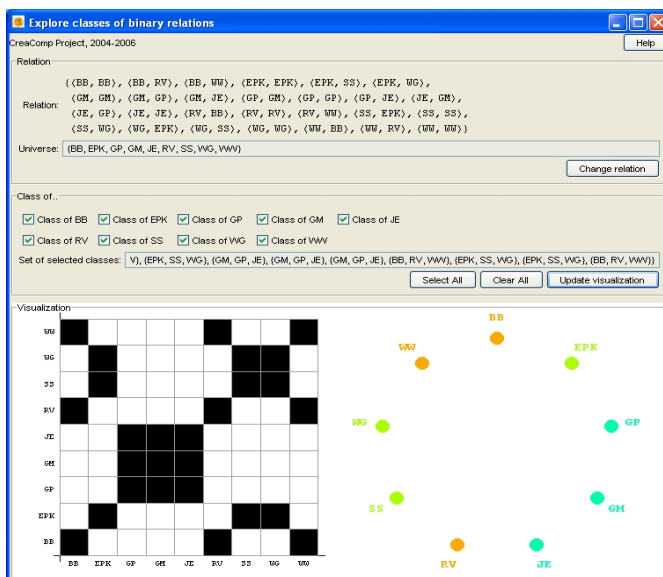 Explore classes of binary relations
CreaComp Project, 2004-2006
Help
Relation
{⟨BB, BB⟩, ⟨BB, RV⟩, ⟨BB, WW⟩, ⟨EPK, EPK⟩, ⟨EPK, SS⟩, ⟨EPK, WG⟩,
⟨GM, GM⟩, ⟨GM, GP⟩, ⟨GM, JE⟩, ⟨GP, GM⟩, ⟨GP, GP⟩, ⟨GP, JE⟩, ⟨JE, GM⟩,
Relation:
⟨JE, GP⟩, ⟨JE, JE⟩, ⟨RV, BB⟩, ⟨RV, RV⟩, ⟨RV, WW⟩, ⟨SS, EPK⟩, ⟨SS, SS⟩,
⟨SS, WG⟩, ⟨WG, EPK⟩, ⟨WG, SS⟩, ⟨WG, WG⟩, ⟨WW, BB⟩, ⟨WW, RV⟩, ⟨WW, WW⟩}
Universe: {BB, EPK, GP, GM, JE, RV, SS, WG, WW}
Change relation
Class of..
Class of BB Class of EPK Class of GP Class of GM Class of JE
Class of RV Class of SS Class of WG Class of WW
Set of selected classes: V}, {EPK, SS, WG}, {GM, GP, JE}, {GM, GP, JE}, {GM, GP, JE}, {BB, RV, WW}, {EPK, SS, WG}, {EPK, SS, WG}, {BB, RV, WW}}
Select All Clear All Update visualization
Visualization
WW
WG
SS
RV
JE
GM
GP
EPK
BB
BB EPK GP GM JE RV SS WG WW
BB
EPK
GP
GM
JE
RV
SS
WG
WW